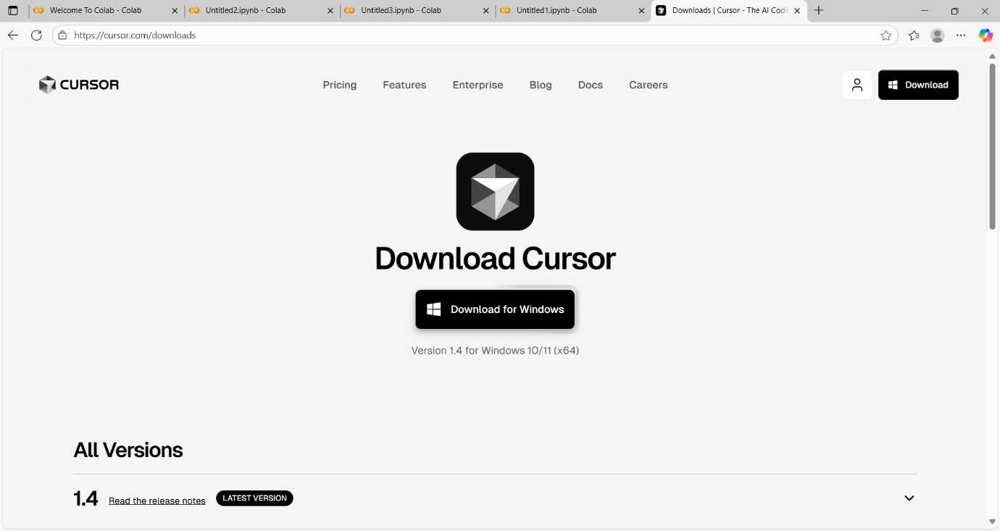 Welcome To Colab - Colab
Untitled2.ipynb - Colab
Untitled3.ipynb - Colab
Untitled1.ipynb - Colab
Downloads | Cursor - The AI Code
https://cursor.com/downloads
CURSOR
Pricing
Features
Enterprise
Blog
Docs
Careers
Download
Download Cursor
Download for Windows
Version 1.4 for Windows 10/11 (x64)
All Versions
1.4 Read the release notes LATEST VERSION